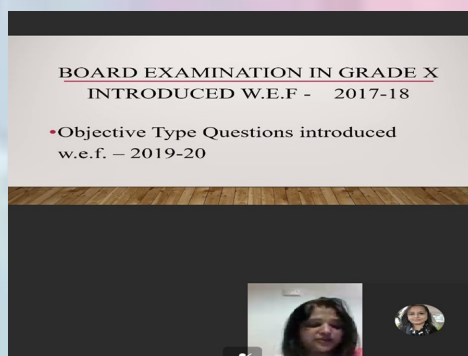 BOARD EXAMINATION IN GRADE X
INTRODUCED W.E.F - 2017-18
•Objective Type Questions introduced
w.e.f. – 2019-20